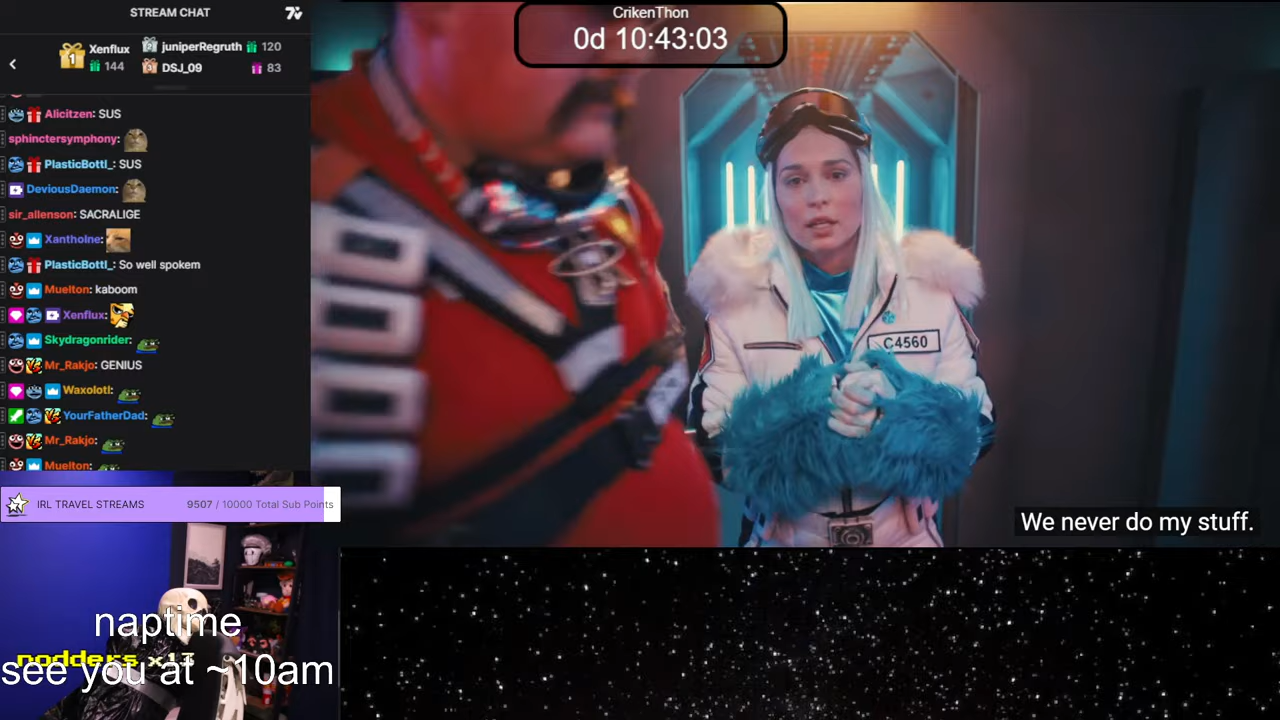 STREAM CHAT
Xenflux
144
juniperRegruth 120
DSJ_09 83
Alicitzen: SUS
sphinctersymphony:
PlasticBottl_: SUS
DeviousDaemon:
sir_allenson: SACRALIGE
Xantholne:
PlasticBottl_: So well spokem
Muelton: kaboom
Xenflux:
Skydragonrider:
Mr_Rakjo: GENIUS
Waxolotl:
YourFatherDad:
Mr_Rakjo:
Muelton:
IRL TRAVEL STREAMS 9507 / 10000 Total Sub Points
naptime
nodders x13
see you at ~10am
CrikenThon
0d 10:43:03
C4560
We never do my stuff.